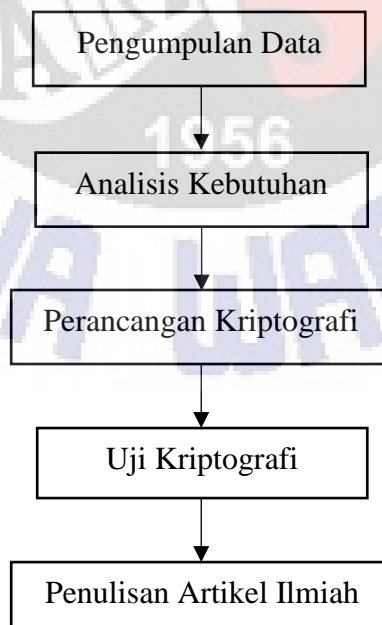 Pengumpulan Data
1956
Analisis Kebutuhan
Perancangan Kriptografi
Uji Kriptografi
Penulisan Artikel Ilmiah